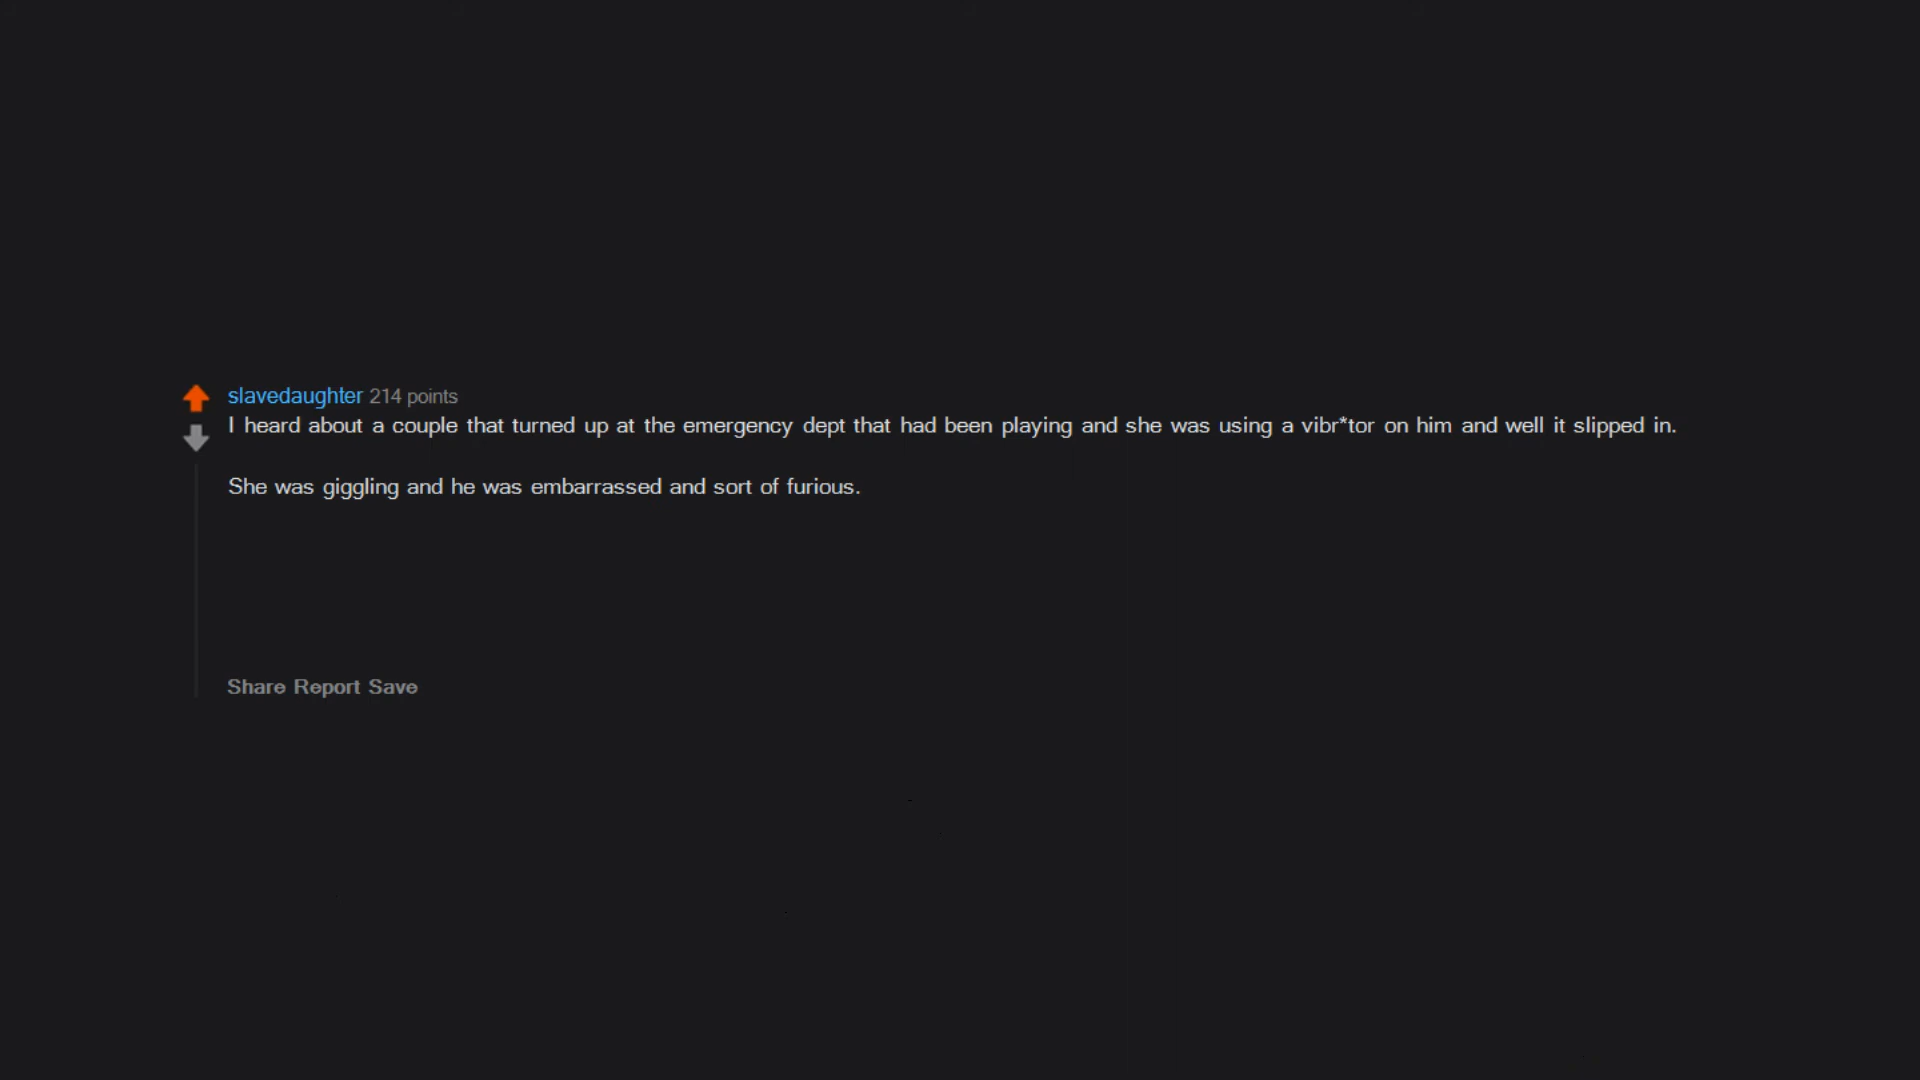 slavedaughter 214 points
I heard about a couple that turned up at the emergency dept that had been playing and she was using a vibr*tor on him and well it slipped in.
She was giggling and he was embarrassed and sort of furious.
Share Report Save